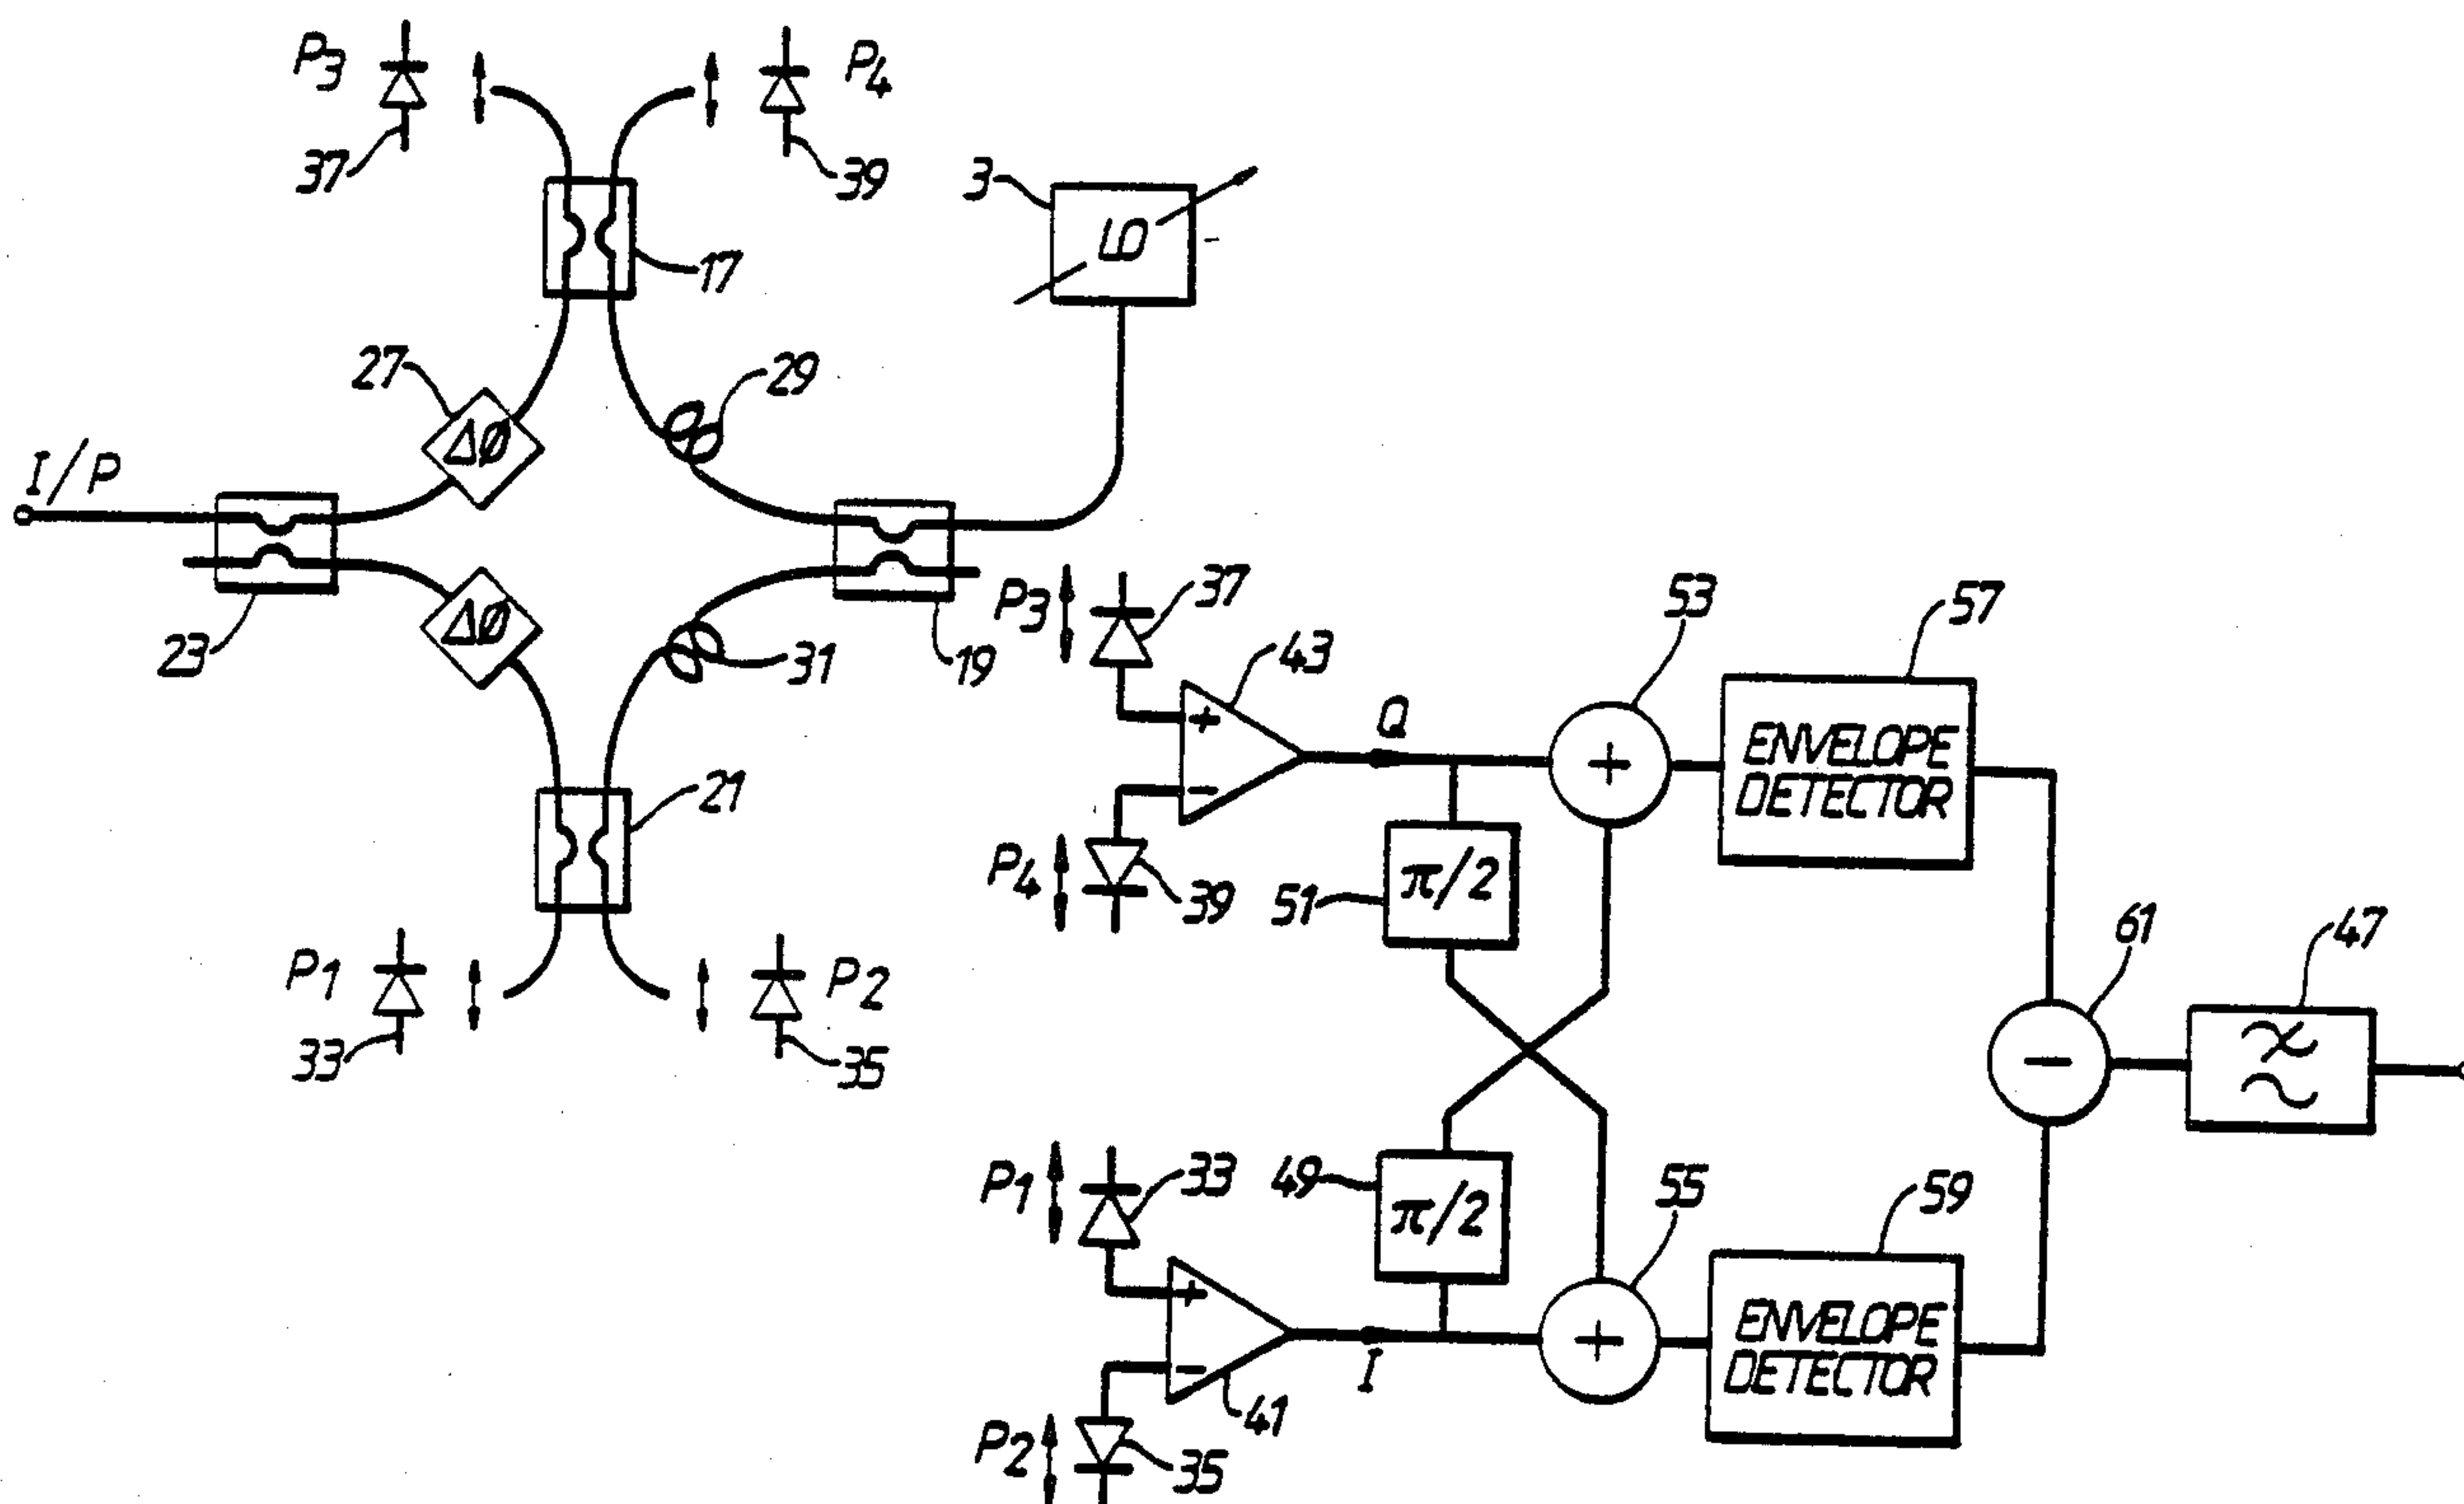 P3
P4
37
39
3
LO
17
27
29
ΔØ
I/P
ΔØ
23
31
19
P3
37
43
53
57
Q
+
+
ENVELOPE
DETECTOR
-
21
P4
39
51
π/2
P1
P2
33
35
61
47
-
P1
33
49
π/2
55
59
+
+
ENVELOPE
DETECTOR
-
I
41
P2
35